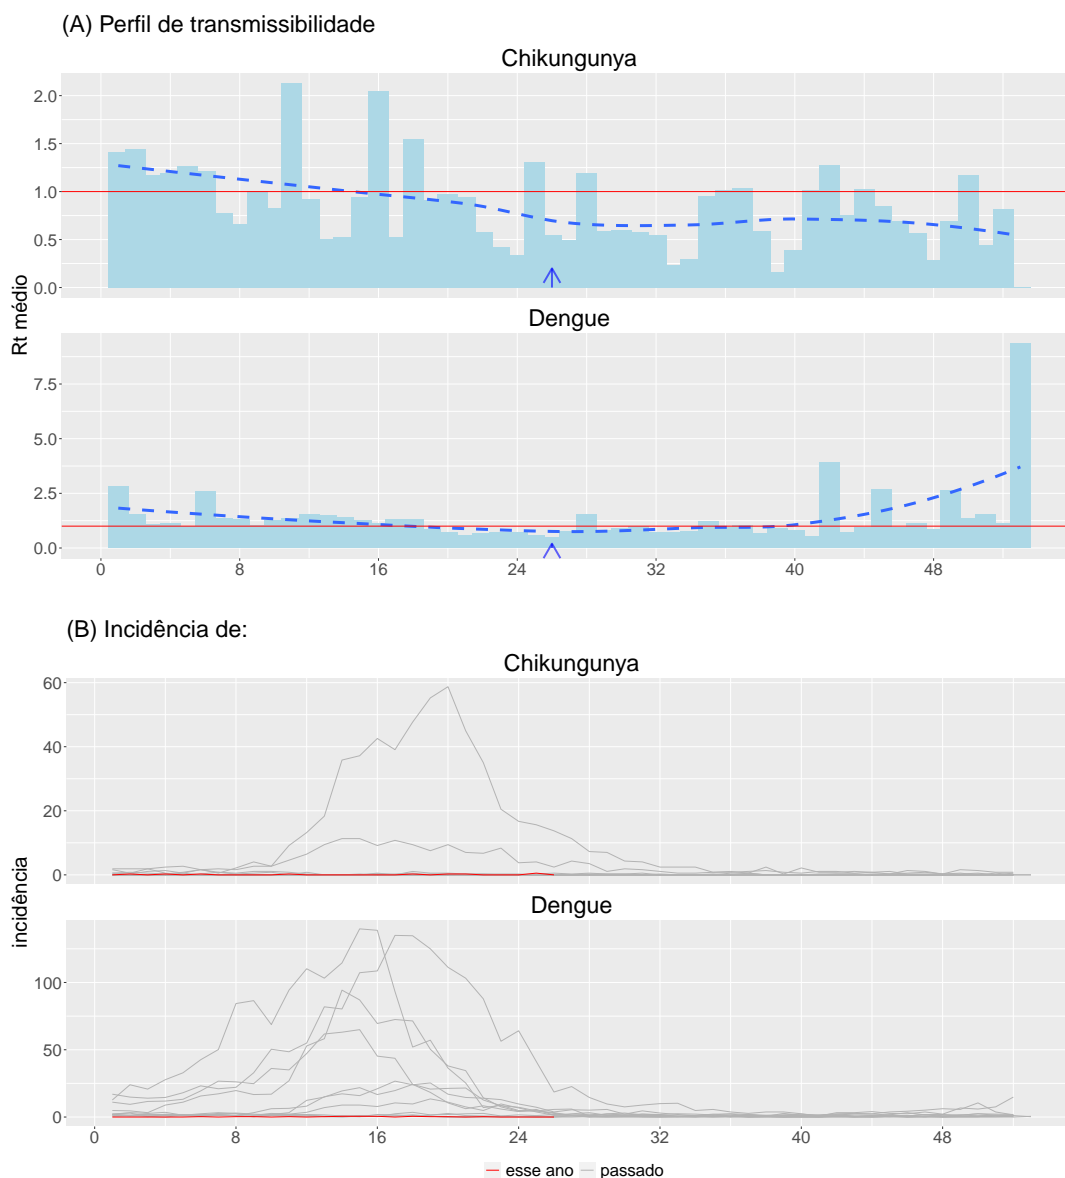 (A) Perfil de transmissibilidade
Chikungunya
2.0
1.5
1.0
0.5
0.0
Rt médio
Dengue
7.5
5.0
2.5
0.0
0 8 16 24 32 40 48
(B) Incidência de:
Chikungunya
60
40
20
0
incidência
Dengue
100
50
0
0 8 16 24 32 40 48
esse ano passado